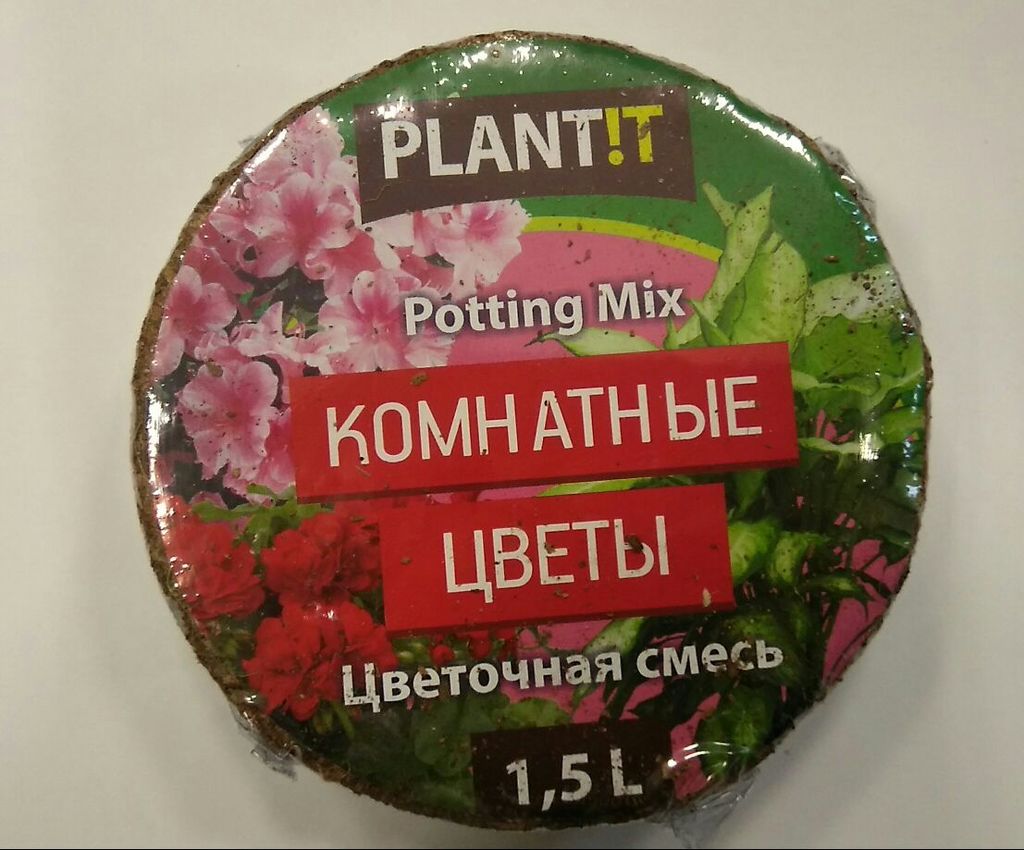 PLANT!T
Potting Mix
КОМНАТНЫЕ
ЦВЕТЫ
Цветочная смесь
1,5 L